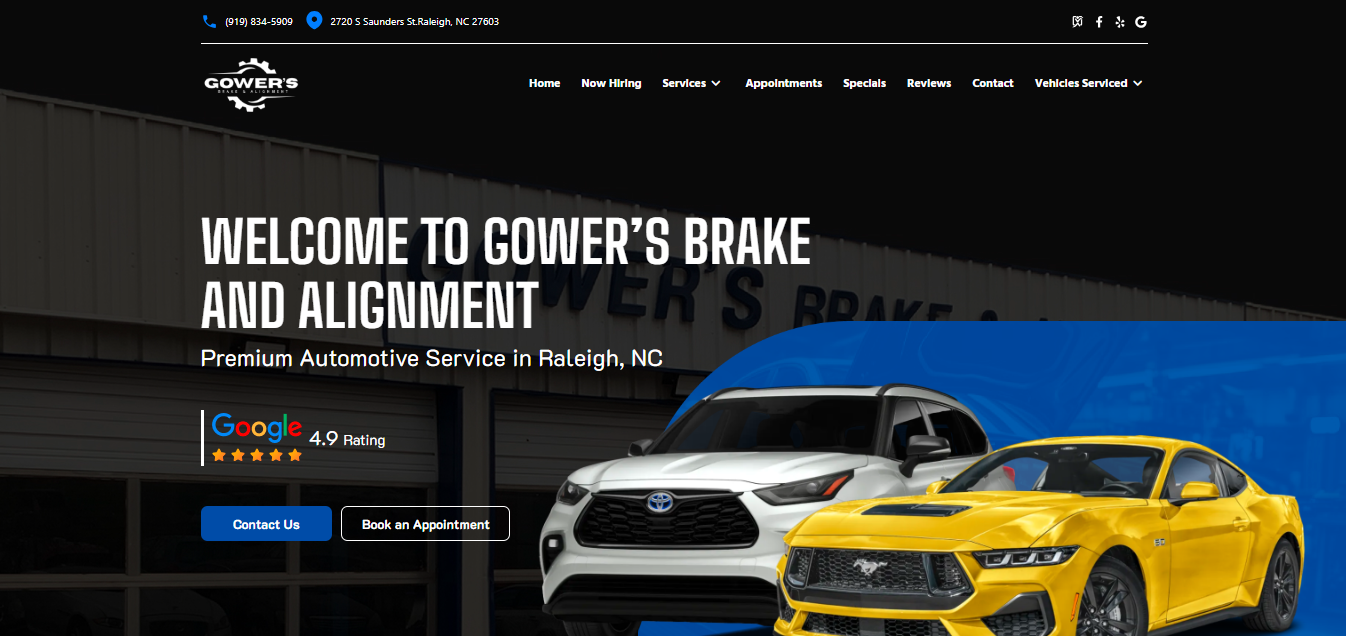 (919) 834-5909 2720 S Saunders St.Raleigh, NC 27603
GOWER'S
BRAKE & ALIGNMENT
Home Now Hiring Services Appointments Specials Reviews Contact Vehicles Serviced
WELCOME TO GOWER’S BRAKE
AND ALIGNMENT
GOWER'S BRAKE &
Premium Automotive Service in Raleigh, NC
Google
4.9 Rating
Contact Us Book an Appointment